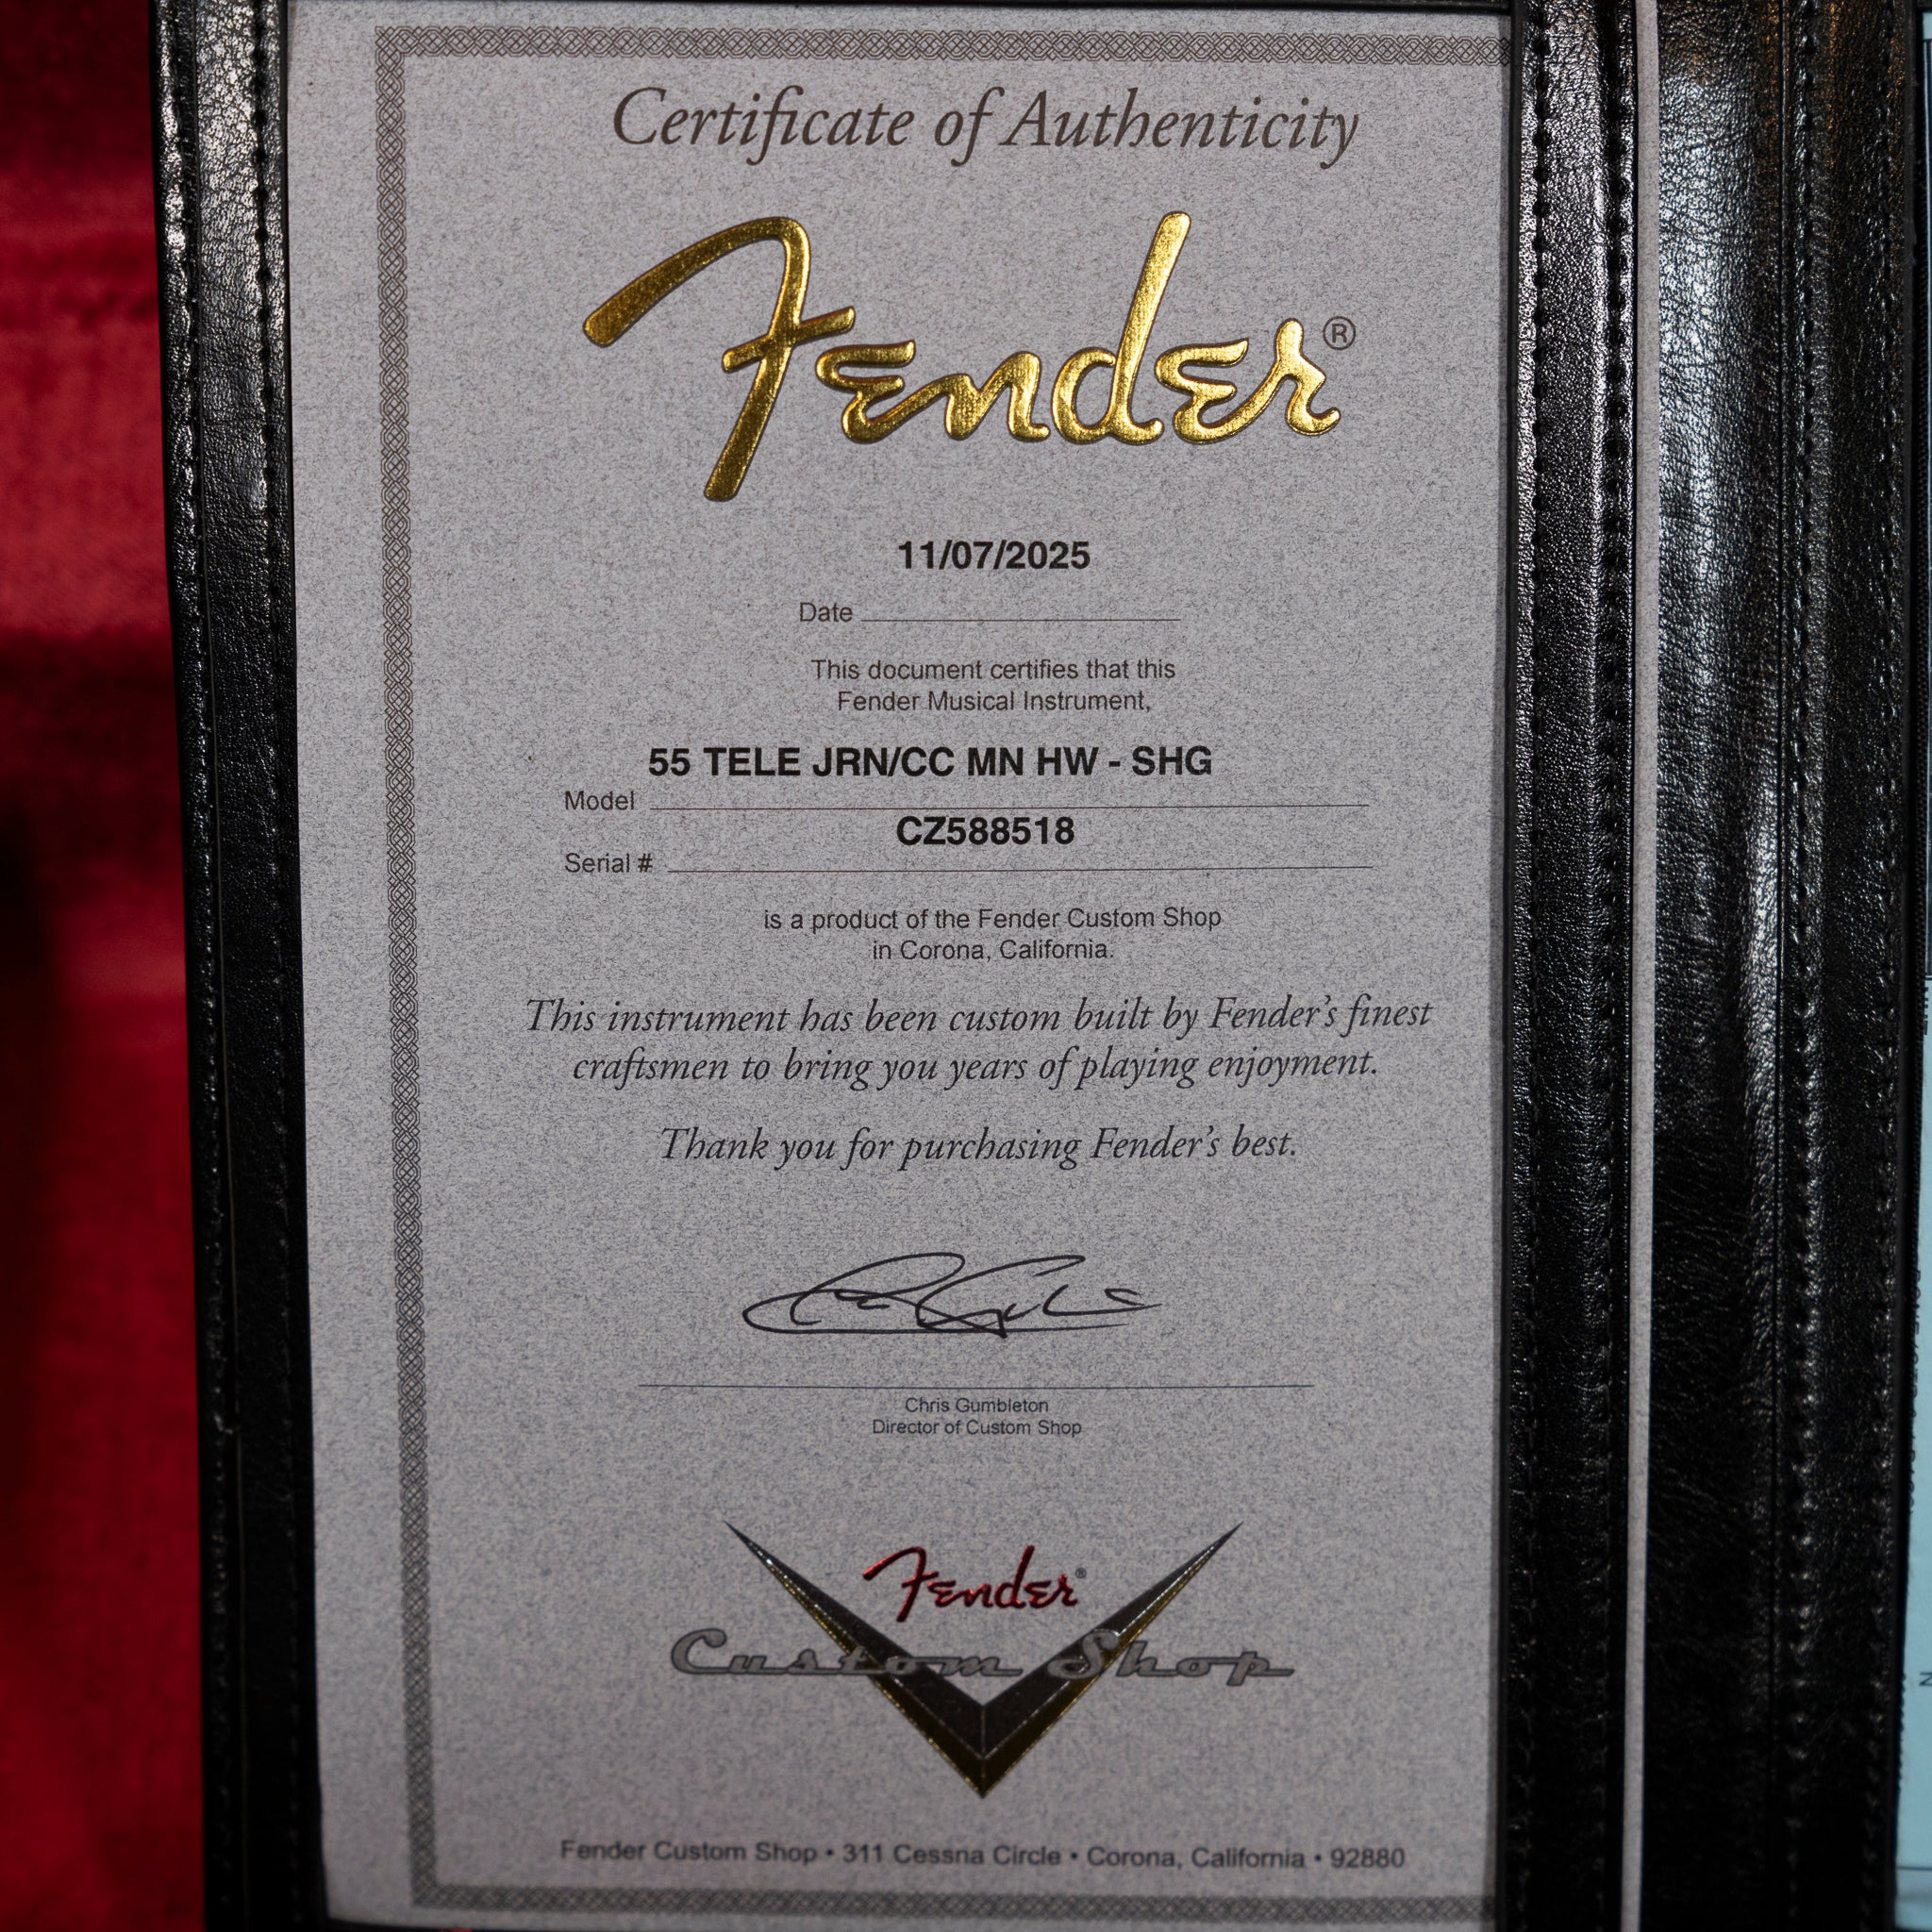 Certificate of Authenticity
Fender®
11/07/2025
Date
This document certifies that this
Fender Musical Instrument,
55 TELE JRN/CC MN HW - SHG
Model
CZ588518
Serial #
is a product of the Fender Custom Shop
in Corona, California.
This instrument has been custom built by Fender's finest
craftsmen to bring you years of playing enjoyment.
Thank you for purchasing Fender's best.
Chris Gumbleton
Director of Custom Shop
Fender®
Custom Shop
Fender Custom Shop • 311 Cessna Circle • Corona, California • 92880